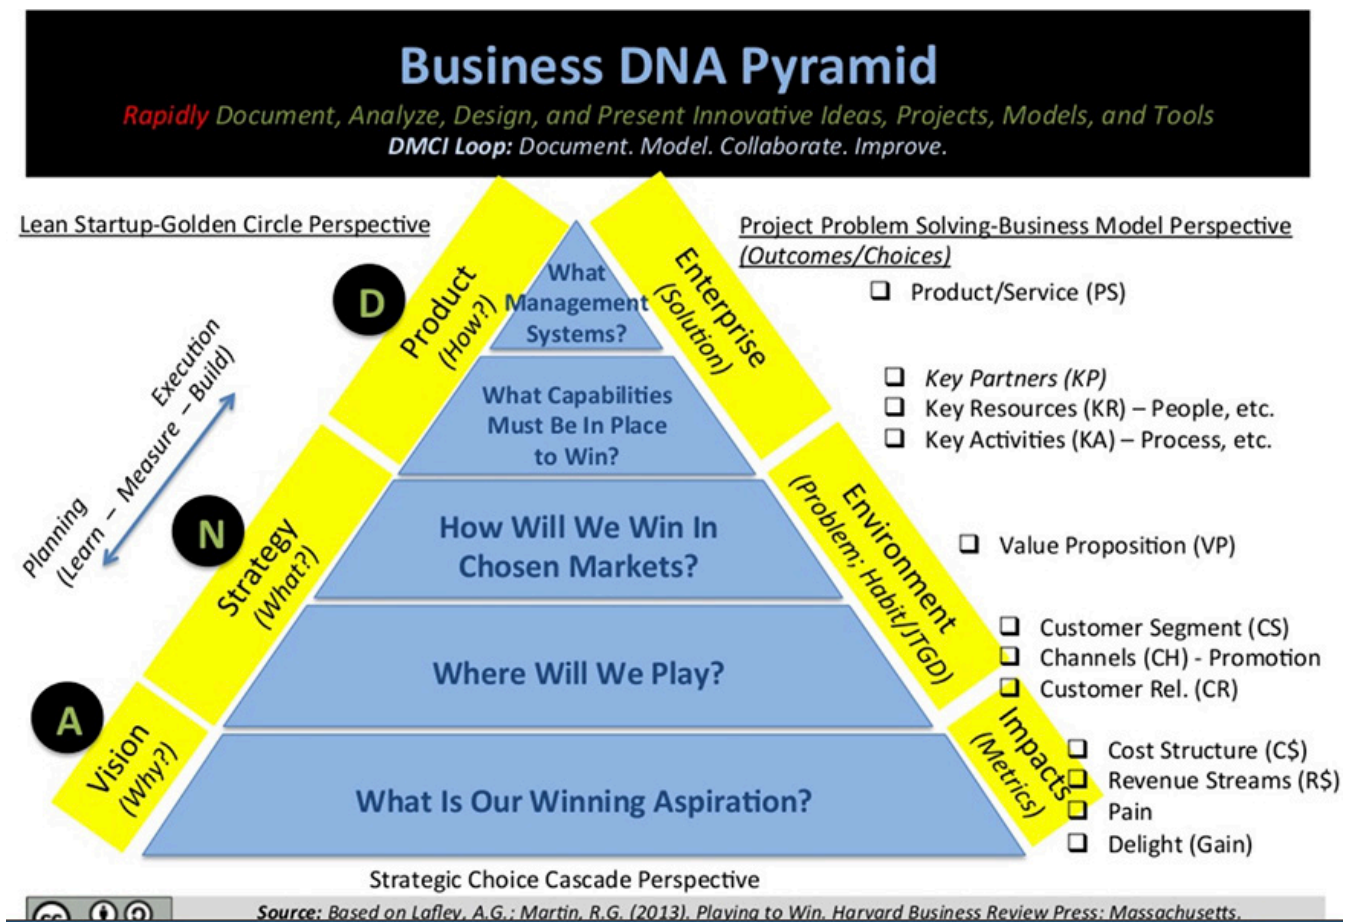 Business DNA Pyramid
Rapidly Document, Analyze, Design, and Present Innovative Ideas, Projects, Models, and Tools
DMCI Loop: Document. Model. Collaborate. Improve.
Lean Startup-Golden Circle Perspective
Project Problem Solving-Business Model Perspective
(Outcomes/Choices)
D
Product
(How?)
What
Management
Systems?
Enterprise
(Solution)
❑ Product/Service (PS)
Execution
Planning
(Learn – Measure – Build)
What Capabilities
Must Be In Place
to Win?
❑ Key Partners (KP)
❑ Key Resources (KR) – People, etc.
❑ Key Activities (KA) – Process, etc.
N
Strategy
(What?)
How Will We Win In
Chosen Markets?
Environment
(Problem; Habit/JTGD)
❑ Value Proposition (VP)
Where Will We Play?
❑ Customer Segment (CS)
❑ Channels (CH) - Promotion
❑ Customer Rel. (CR)
A
Vision
(Why?)
What Is Our Winning Aspiration?
Impacts
(Metrics)
❑ Cost Structure (C$)
❑ Revenue Streams (R$)
❑ Pain
❑ Delight (Gain)
Strategic Choice Cascade Perspective
cc
Source: Based on Lafley, A.G.; Martin, R.G. (2013). Playing to Win. Harvard Business Review Press: Massachusetts